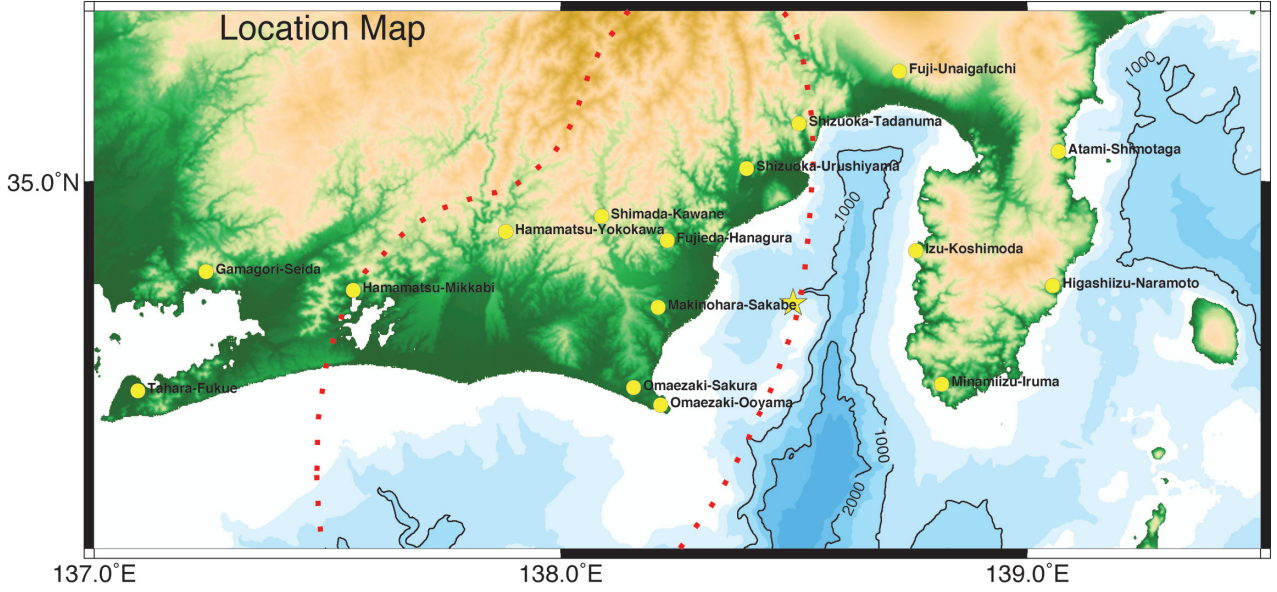 Location Map
Fuji-Unaigafuchi
1000
Shizuoka-Tadanuma
Atami-Shimotaga
Shizuoka-Urushiyama
35.0°N
1000
Shimada-Kawane
Hamamatsu-Yokokawa
Fujieda-Hanagura
Izu-Koshimoda
Gamagori-Seida
Hamamatsu-Mikkabi
Higashiizu-Naramoto
Makinohara-Sakabe
Tahara-Fukue
Omaezaki-Sakura
Minamiizu-Iruma
Omaezaki-Ooyama
1000
2000
137.0°E
138.0°E
139.0°E